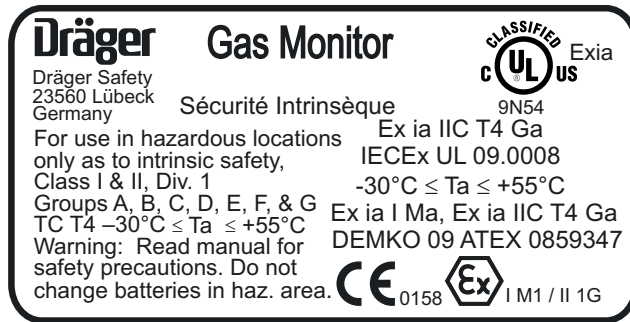 Dräger
Gas Monitor
CLASSIFIED
C UL US
®
Exia
Dräger Safety
23560 Lübeck
Germany
Sécurité Intrinsèque
9N54
For use in hazardous locations
only as to intrinsic safety,
Class I & II, Div. 1
Groups A, B, C, D, E, F, & G
TC T4 –30°C ≤ Ta ≤ +55°C
Warning: Read manual for
safety precautions. Do not
change batteries in haz. area.
Ex ia IIC T4 Ga
IECEx UL 09.0008
-30°C ≤ Ta ≤ +55°C
Ex ia I Ma, Ex ia IIC T4 Ga
DEMKO 09 ATEX 0859347
CE 0158 Ex I M1 / II 1G